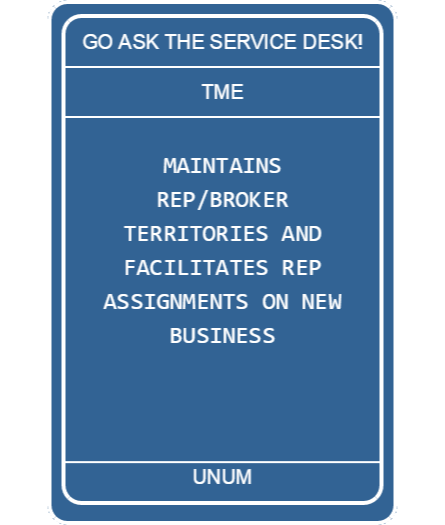 GO ASK THE SERVICE DESK!
TME
MAINTAINS
REP/BROKER
TERRITORIES AND
FACILITATES REP
ASSIGNMENTS ON NEW
BUSINESS
UNUM